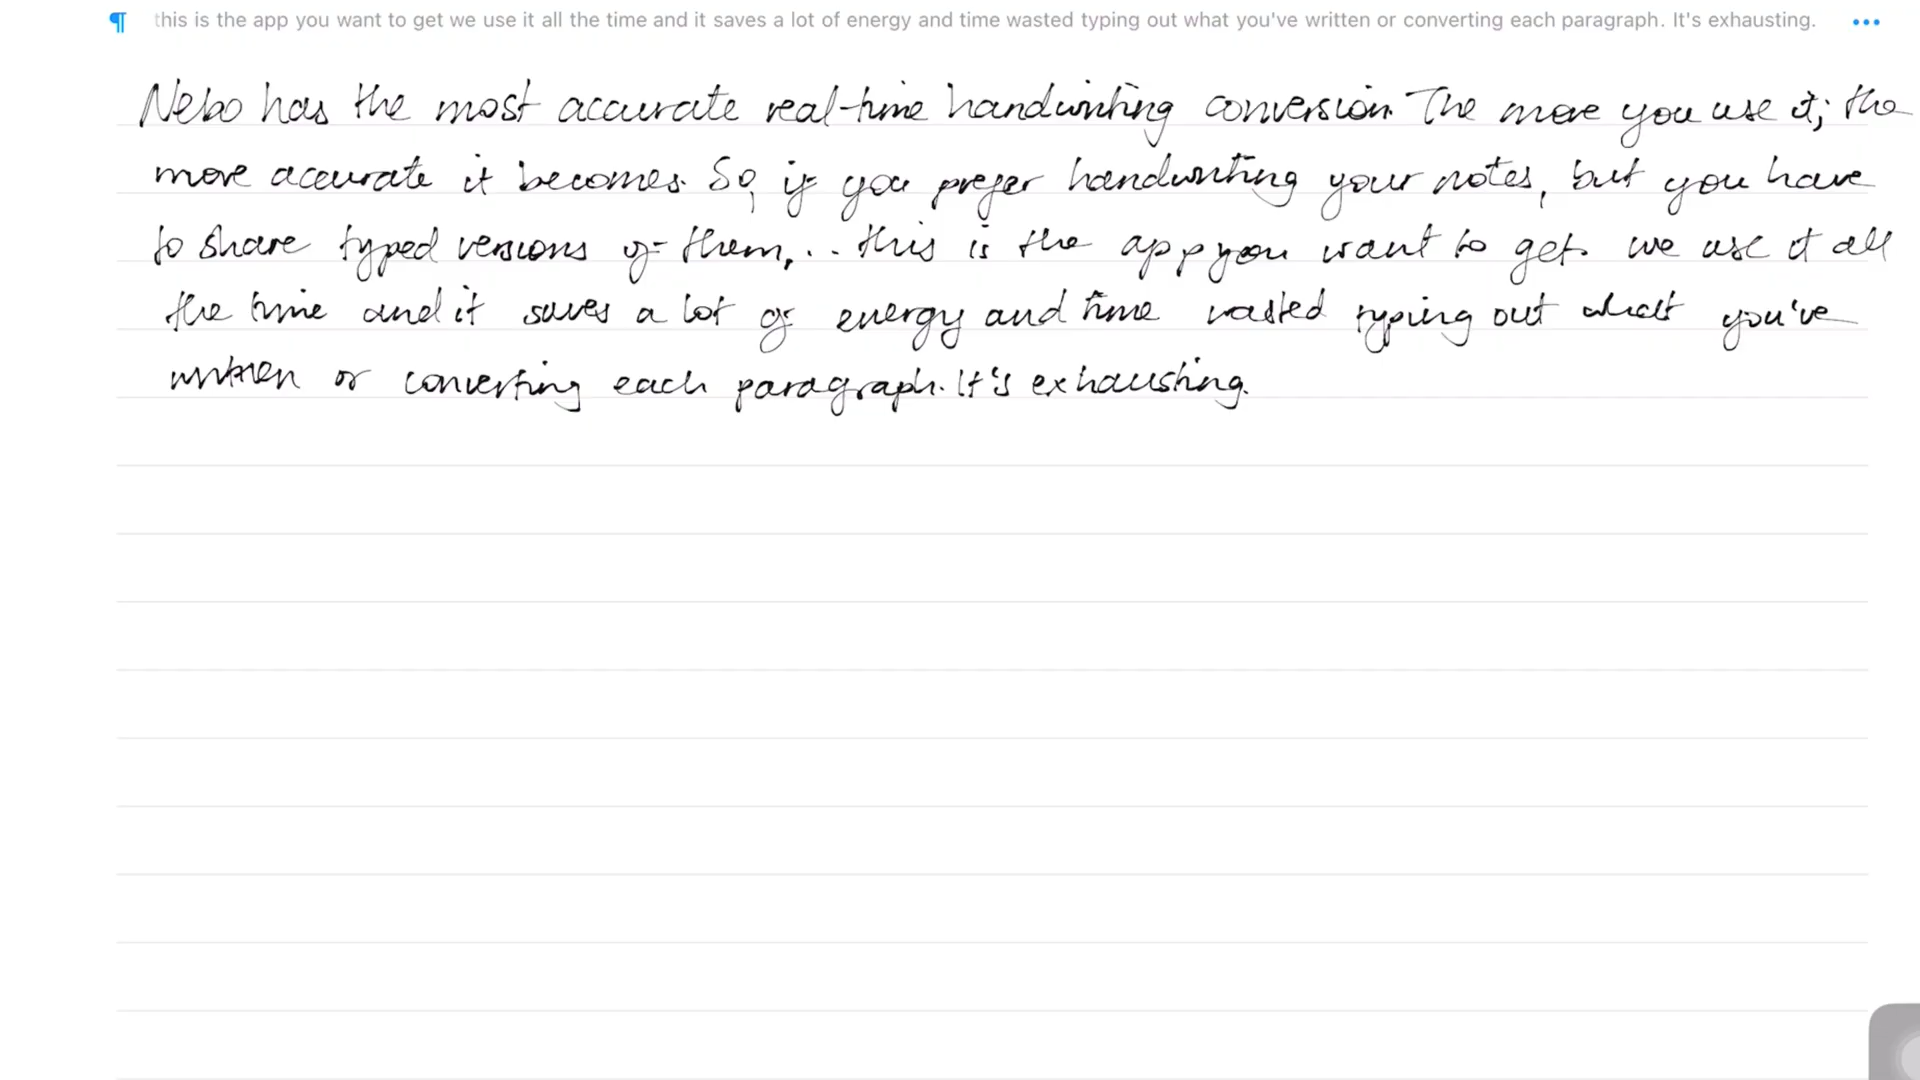 ¶ this is the app you want to get we use it all the time and it saves a lot of energy and time wasted typing out what you've written or converting each paragraph. It's exhausting. •••
Nebo has the most accurate real-time handwriting conversion. The more you use it; the
more accurate it becomes. So, if you prefer handwriting your notes, but you have
to share typed versions of them,... this is the app you want to get. we use it all
the time and it saves a lot of energy and time wasted typing out what you've
written or converting each paragraph. It's exhausting.